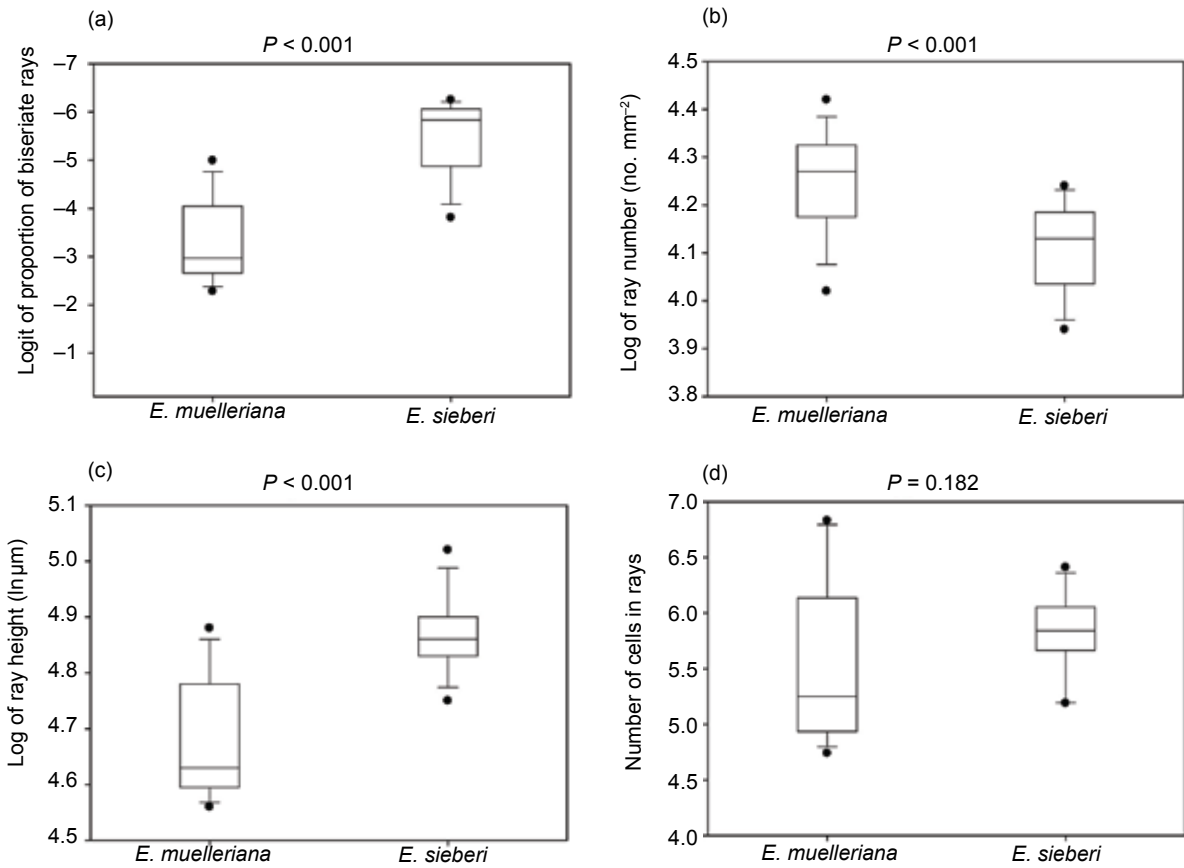 (a)
P < 0.001
Logit of proportion of biseriate rays
–7
–6
–5
–4
–3
–2
–1
E. muelleriana
E. sieberi
(b)
P < 0.001
Log of ray number (no. mm–2)
4.5
4.4
4.3
4.2
4.1
4.0
3.9
3.8
E. muelleriana
E. sieberi
(c)
P < 0.001
Log of ray height (lnμm)
5.1
5.0
4.9
4.8
4.7
4.6
4.5
E. muelleriana
E. sieberi
(d)
P = 0.182
Number of cells in rays
7.0
6.5
6.0
5.5
5.0
4.5
4.0
E. muelleriana
E. sieberi